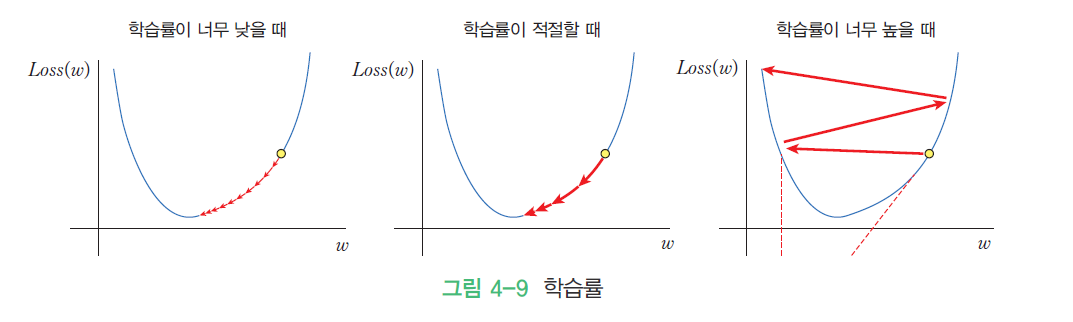 학습률이 너무 낮을 때
학습률이 적절할 때
학습률이 너무 높을 때
Loss(w)
Loss(w)
Loss(w)
w
w
w
그림 4-9 학습률